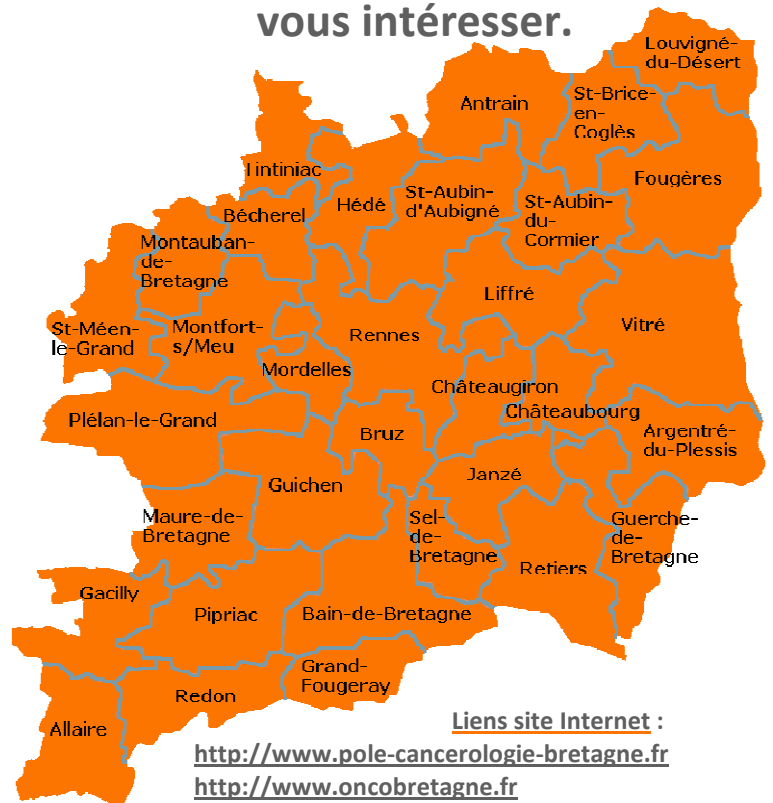 vous intéresser.
Louvigné-
du-Désert
Antrain
St-Brice-
en-
Coglès
Tinténiac
Fougères
Hédé
St-Aubin-
d'Aubigné
St-Aubin-
du-
Cormier
Bécherel
Montauban-
de-
Bretagne
Liffré
Vitré
St-Méen-
le-Grand
Montfort-
s/Meu
Rennes
Mordelles
Châteaugiron
Châteaubourg
Plélan-le-Grand
Bruz
Argentré-
du-Plessis
Janzé
Guichen
Maure-de-
Bretagne
Sel-
de-
Bretagne
Guerche-
de-
Bretagne
Retiers
Gacilly
Pipriac
Bain-de-Bretagne
Grand-
Fougeray
Redon
Allaire
Liens site Internet :
http://www.pole-cancerologie-bretagne.fr
http://www.oncobretagne.fr